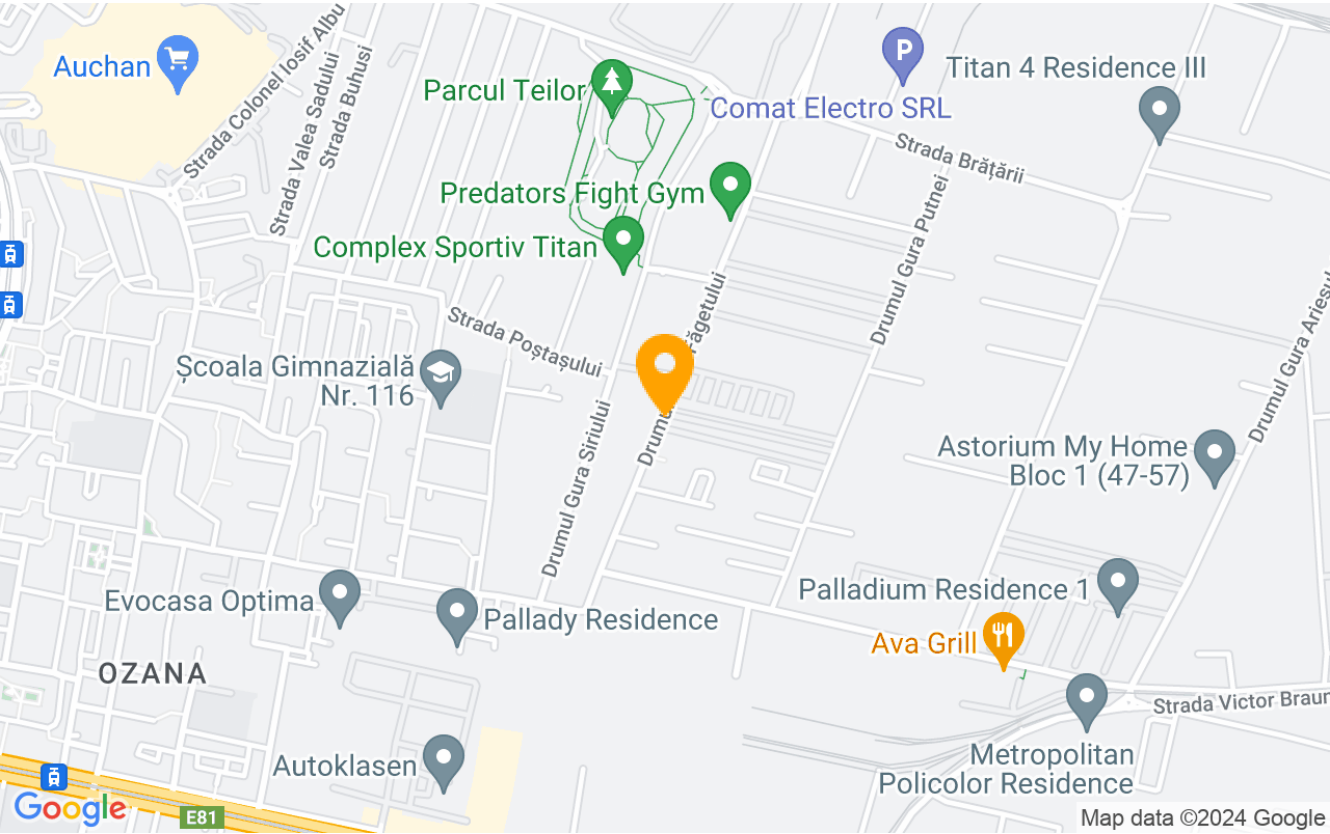 Auchan
Strada Colonel Iosif Albu
Strada Valea Sadului
Strada Buhusi
Parcul Teilor
Comat Electro SRL
Titan 4 Residence III
Strada Brățării
Predators Fight Gym
Complex Sportiv Titan
Drumul Gura Putnei
Strada Poștașului
Școala Gimnazială
Nr. 116
Făgetului
Drumul Gura Siriului
Drumul Gura Arieșul
Astorium My Home
Bloc 1 (47-57)
Evocasa Optima
Pallady Residence
Palladium Residence 1
Ava Grill
OZANA
Strada Victor Braun
Autoklasen
Metropolitan
Policolor Residence
Google
E81
Map data ©2024 Google